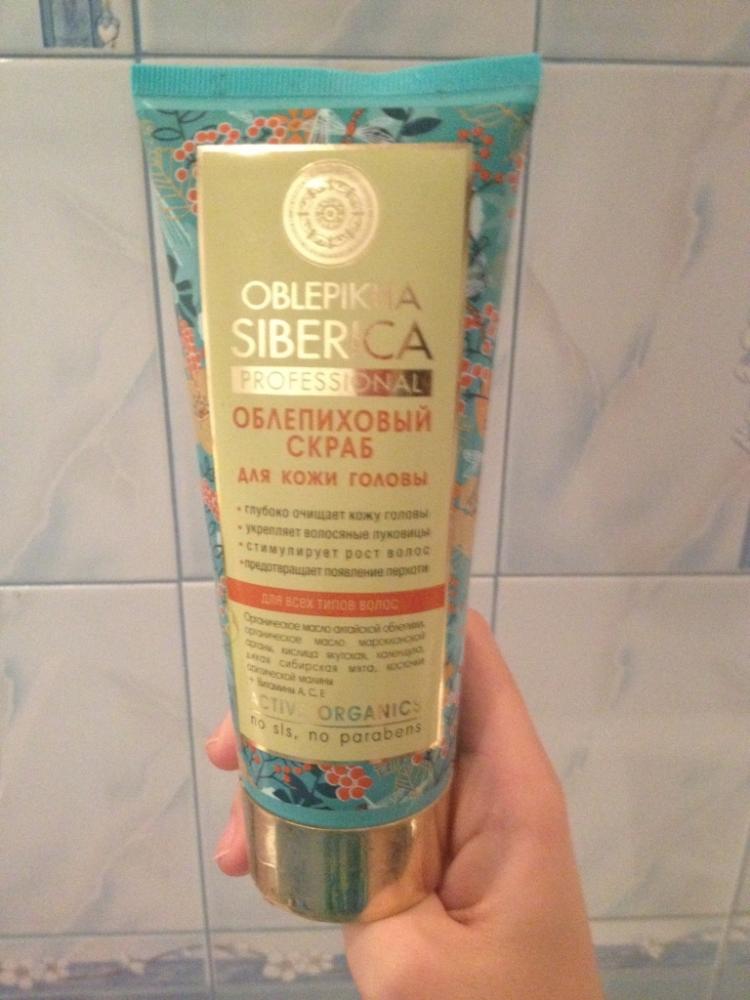 OBLEPIKHA
SIBERICA
PROFESSIONAL
ОБЛЕПИХОВЫЙ
СКРАБ
ДЛЯ КОЖИ ГОЛОВЫ
• глубоко очищает кожу головы
• укрепляет волосяные луковицы
• стимулирует рост волос
• предотвращает появление перхоти
ДЛЯ ВСЕХ ТИПОВ ВОЛОС
Органическое масло алтайской облепихи,
органическое масло марокканской
арганы, кислица якутская, календула,
дикая сибирская мята, косточки
арктической малины
+ Витамины А, С, Е
ACTIVE ORGANICS
no sls, no parabens